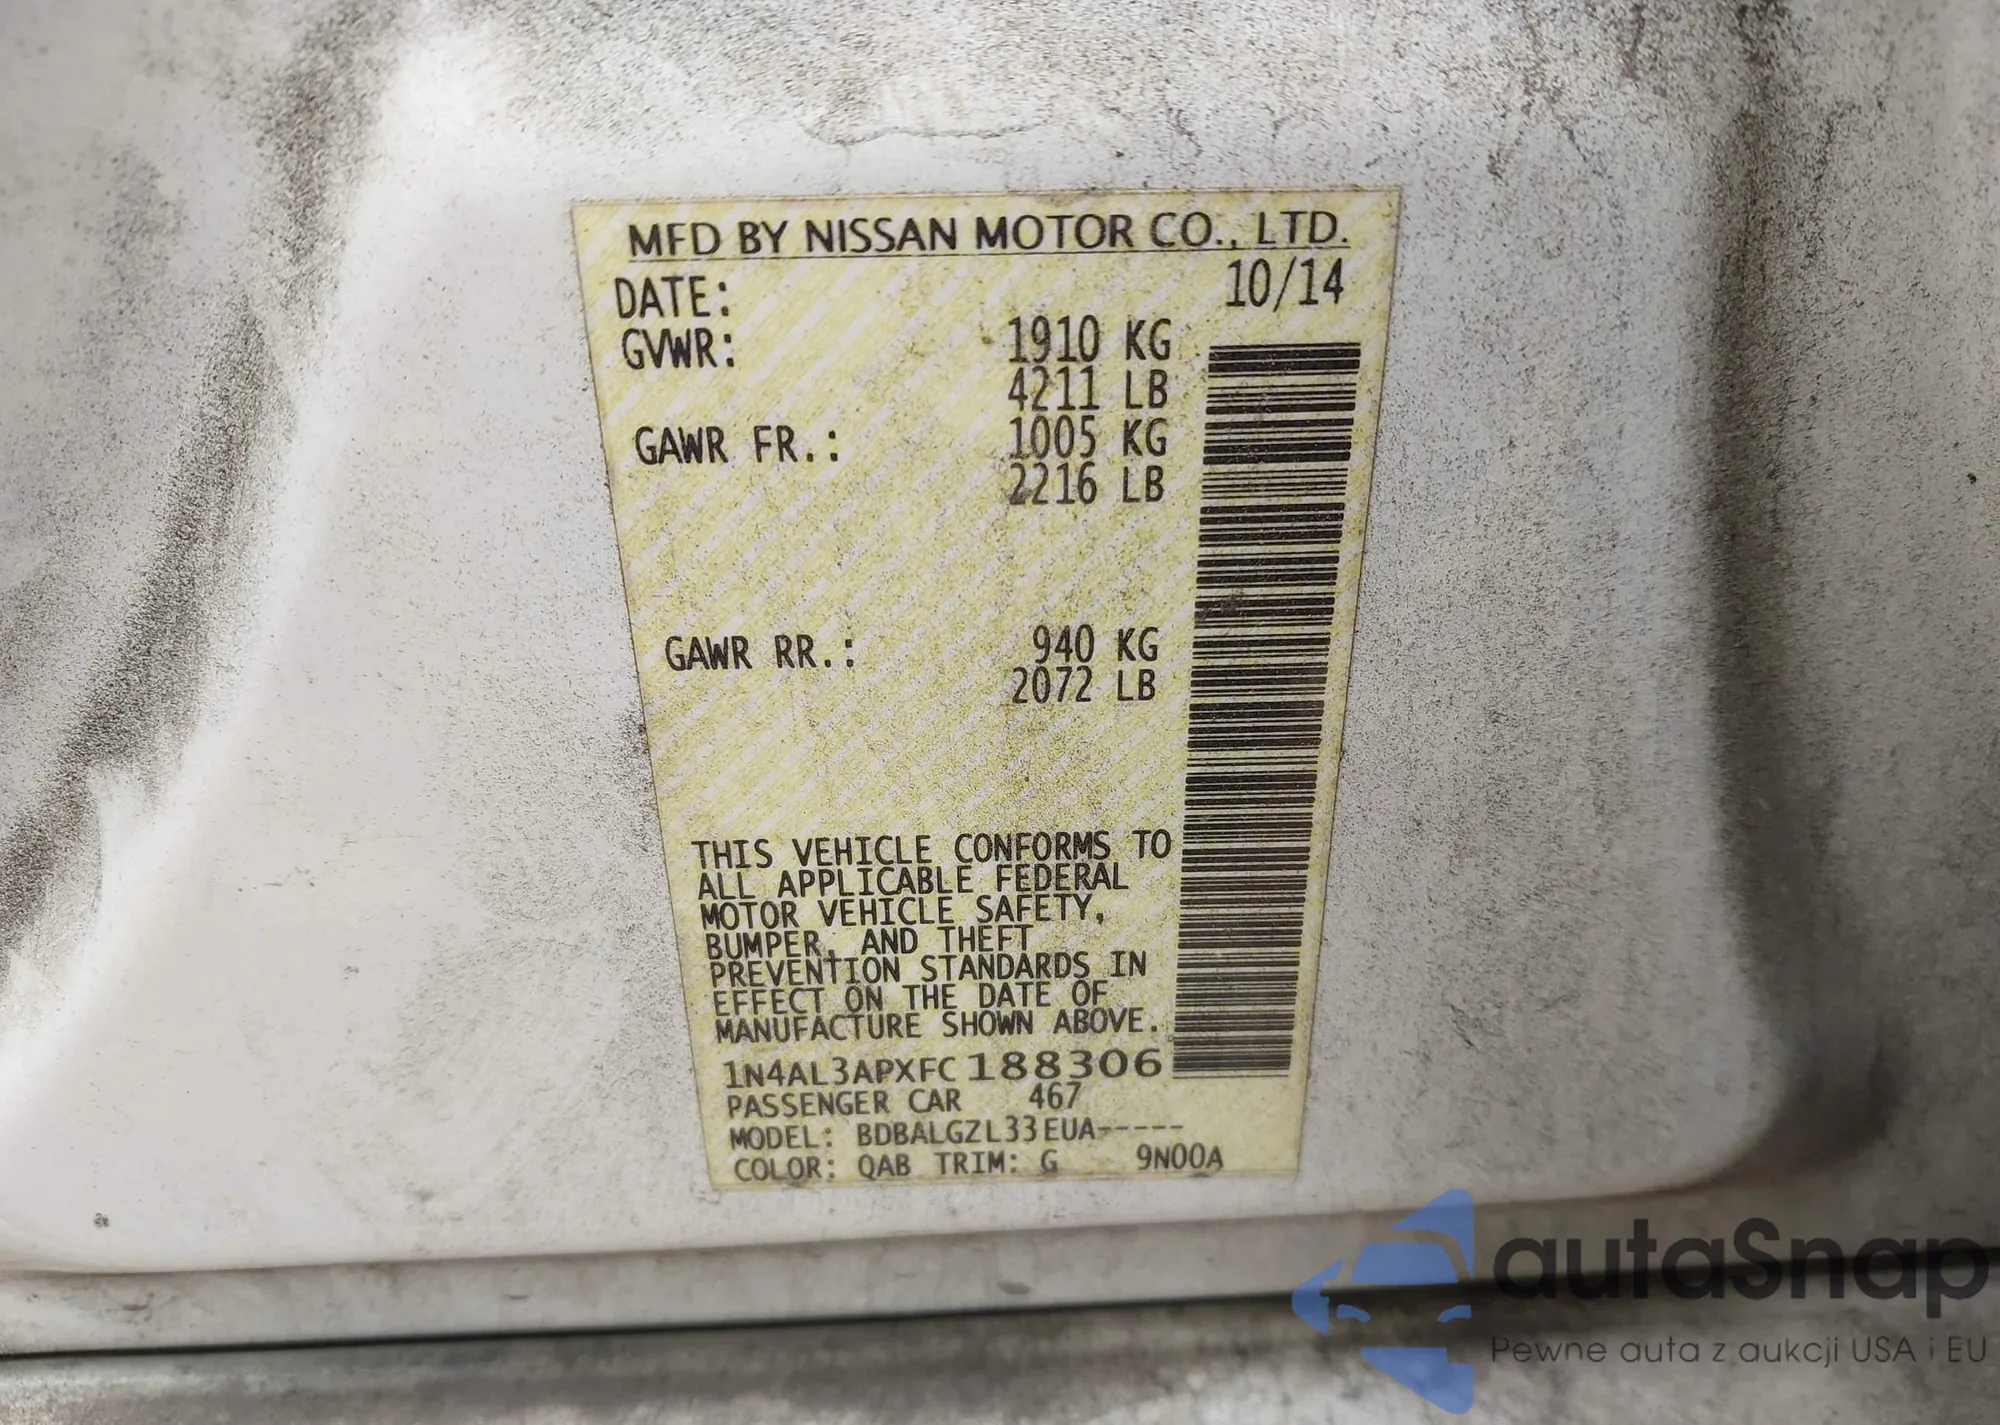 MFD BY NISSAN MOTOR CO., LTD.
DATE: 10/14
GVWR: 1910 KG
4211 LB
GAWR FR.: 1005 KG
2216 LB
GAWR RR.: 940 KG
2072 LB
THIS VEHICLE CONFORMS TO
ALL APPLICABLE FEDERAL
MOTOR VEHICLE SAFETY,
BUMPER, AND THEFT
PREVENTION STANDARDS IN
EFFECT ON THE DATE OF
MANUFACTURE SHOWN ABOVE.
1N4AL3APXFC188306
PASSENGER CAR 467
MODEL: BDBALGZL33EUA-----
COLOR: QAB TRIM: G 9N00A
autaSnap
Pewne auta z aukcji USA i EU